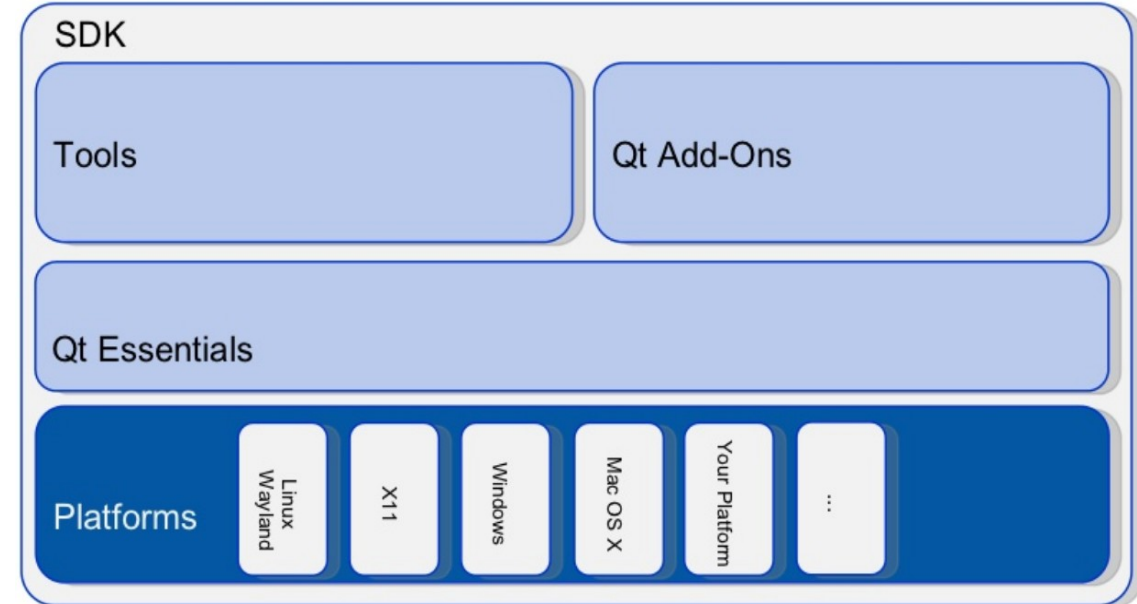 SDK
Tools
Qt Add-Ons
Qt Essentials
Platforms
Linux
Wayland
X11
Windows
Mac OS X
Your Platform
...